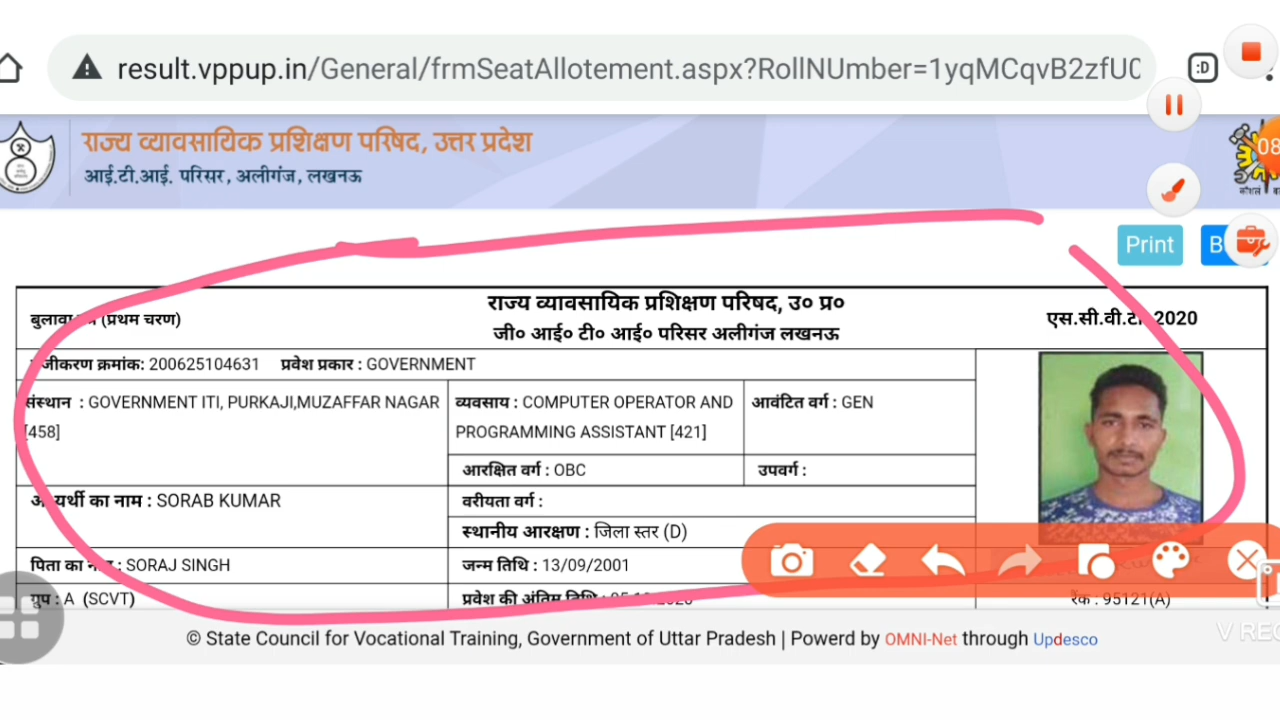 result.vppup.in/General/frmSeatAllotement.aspx?RollNUmber=1yqMCqvB2zfU0
:D
राज्य व्यावसायिक प्रशिक्षण परिषद, उत्तर प्रदेश
आई.टी.आई. परिसर, अलीगंज, लखनऊ
08
Print
B
राज्य व्यावसायिक प्रशिक्षण परिषद, उ० प्र०
(प्रथम चरण)
एस.सी.वी.टी. 2020
जी० आई० टी० आई० परिसर अलीगंज लखनऊ
क्रमांक: 200625104631 प्रवेश प्रकार : GOVERNMENT
संस्थान : GOVERNMENT ITI, PURKAJI,MUZAFFAR NAGAR
[458]
व्यवसाय : COMPUTER OPERATOR AND
PROGRAMMING ASSISTANT [421]
आवंटित वर्ग : GEN
आरक्षित वर्ग : OBC
उपवर्ग :
का नाम : SORAB KUMAR
वरीयता वर्ग :
स्थानीय आरक्षण : जिला स्तर (D)
पिता का : SORAJ SINGH
जन्म तिथि : 13/09/2001
ग्रुप : A (SCVT)
प्रवेश की अंतिम तिथि :
रैंक : 95121(A)
© State Council for Vocational Training, Government of Uttar Pradesh | Powerd by OMNI-Net through Updesco
V REC